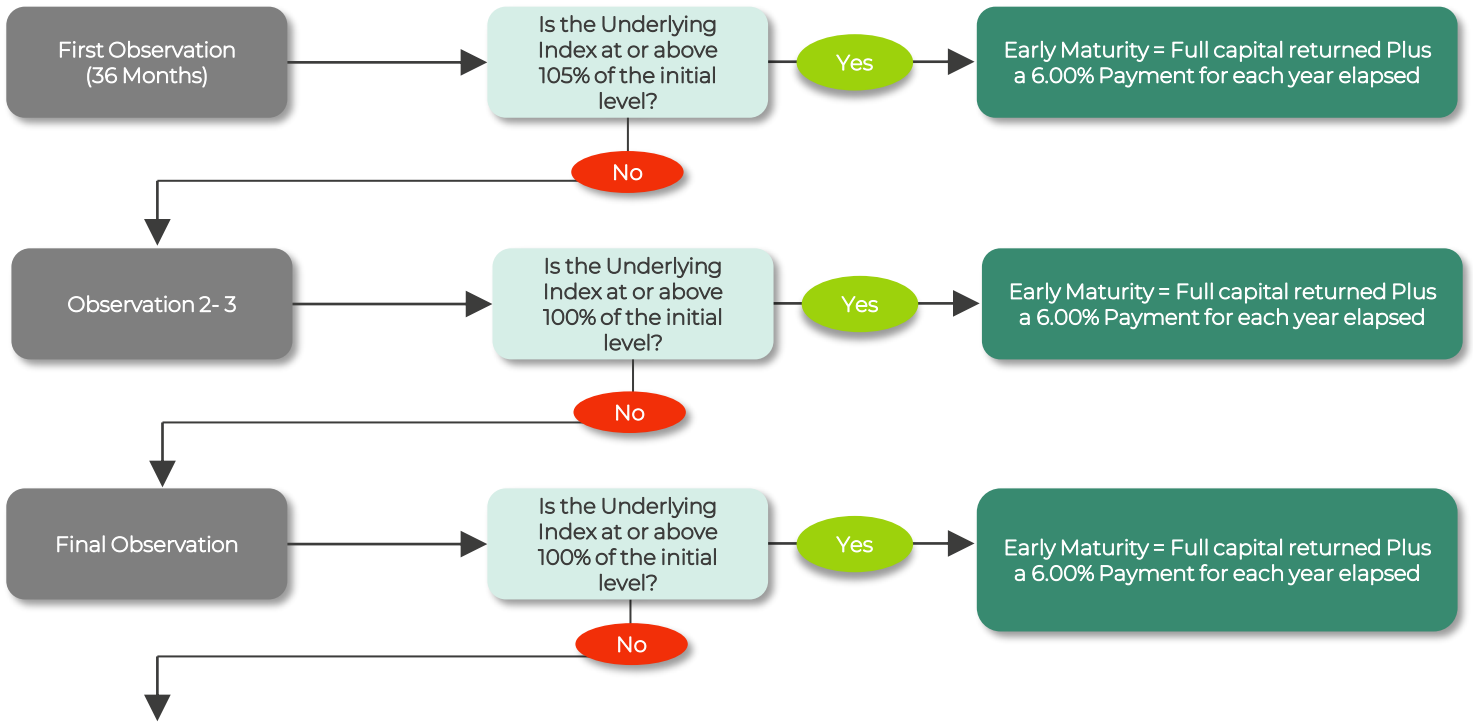 First Observation
(36 Months)
Is the Underlying
Index at or above
105% of the initial
level?
Yes
Early Maturity = Full capital returned Plus
a 6.00% Payment for each year elapsed
No
Observation 2- 3
Is the Underlying
Index at or above
100% of the initial
level?
Yes
Early Maturity = Full capital returned Plus
a 6.00% Payment for each year elapsed
No
Final Observation
Is the Underlying
Index at or above
100% of the initial
level?
Yes
Early Maturity = Full capital returned Plus
a 6.00% Payment for each year elapsed
No